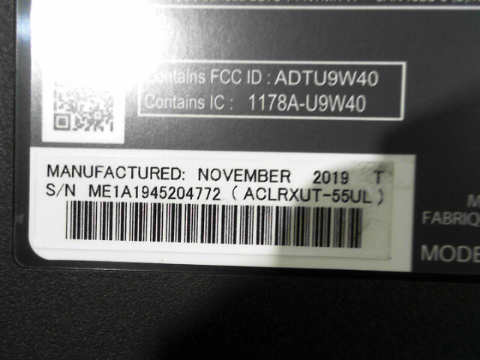 Contains FCC ID : ADTU9W40
Contains IC : 1178A-U9W40
MANUFACTURED: NOVEMBER 2019 T
S/N ME1A1945204772 ( ACLRXUT-55UL )
FABRIQ
MODE